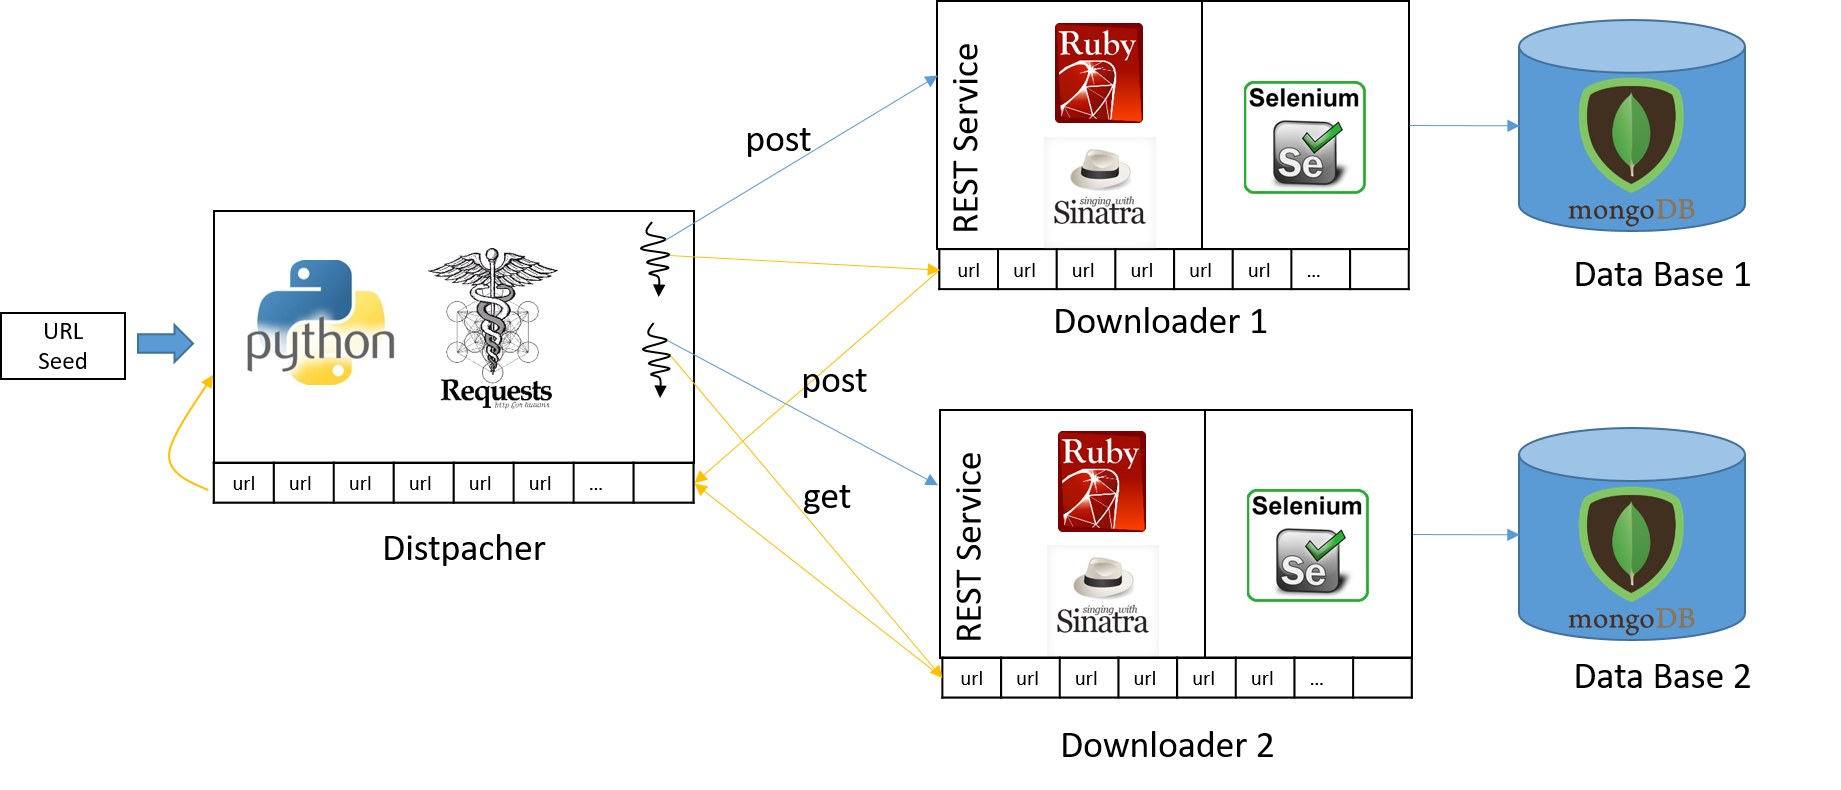 URL
Seed
python
Requests
http for humans
url url url url url url ...
Distpacher
post
post
get
REST Service
Ruby
singing with
Sinatra
Selenium
Se
url url url url url url ...
Downloader 1
mongoDB
Data Base 1
REST Service
Ruby
singing with
Sinatra
Selenium
Se
url url url url url url ...
Downloader 2
mongoDB
Data Base 2